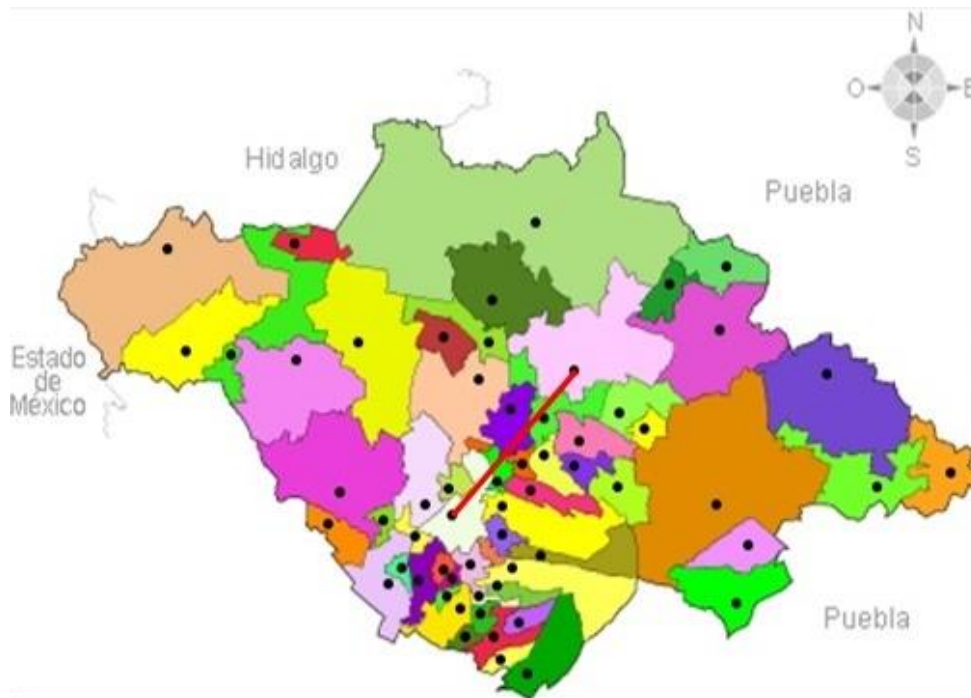 N
O
E
S
Hidalgo
Puebla
Estado
de
México
Puebla